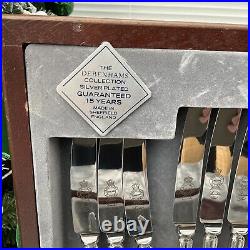 THE
DEBENHAMS
COLLECTION
SILVER PLATED
GUARANTEED
15 YEARS
MADE IN
SHEFFIELD
ENGLAND